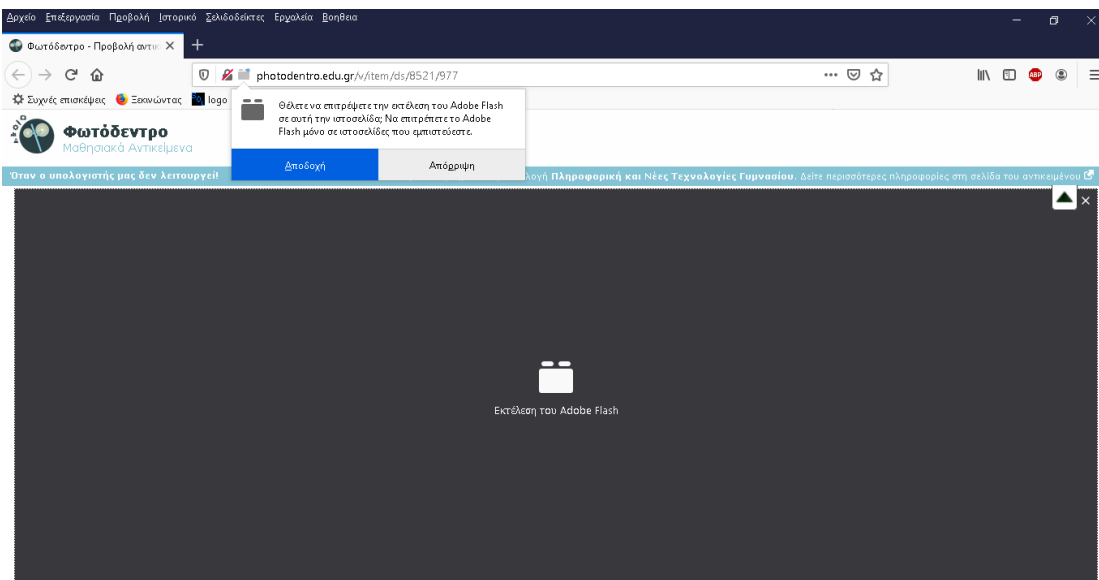 Αρχείο Επεξεργασία Προβολή Ιστορικό Σελιδοδείκτες Εργαλεία Βοηθεια
Φωτόδεντρο - Προβολή αντικ
photodentro.edu.gr/v/item/ds/8521/977
ABP
Συχνές επισκέψεις Ξεκινώντας logo
Θέλετε να επιτρέψετε την εκτέλεση του Adobe Flash
σε αυτή την ιστοσελίδα; Να επιτρέπετε το Adobe
Flash μόνο σε ιστοσελίδες που εμπιστεύεστε.
Αποδοχή Απόρριψη
Φωτόδεντρο
Μαθησιακά Αντικείμενα
Όταν ο υπολογιστής μας δεν λειτουργεί! λογή Πληροφορική και Νέες Τεχνολογίες Γυμνασίου. Δείτε περισσότερες πληροφορίες στη σελίδα του αντικειμένου
Εκτέλεση του Adobe Flash